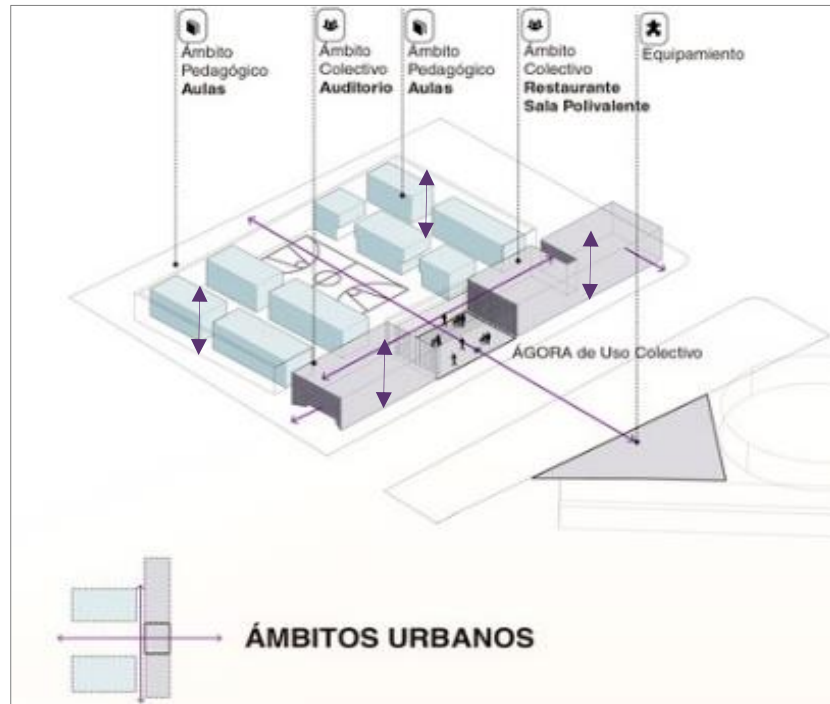 Ámbito
Pedagógico
Aulas
Ámbito
Colectivo
Auditorio
Ámbito
Pedagógico
Aulas
Ámbito
Colectivo
Restaurante
Sala Polivalente
Equipamiento
ÁGORA de Uso Colectivo
ÁMBITOS URBANOS